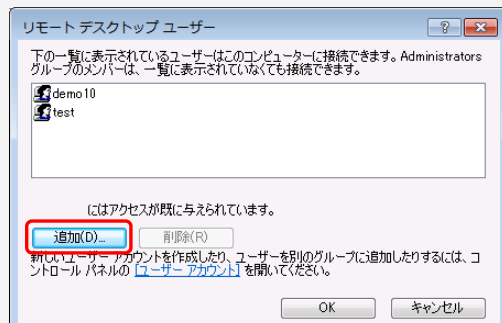 リモート デスクトップ ユーザー
下の一覧に表示されているユーザーはこのコンピューターに接続できます。Administrators
グループのメンバーは、一覧に表示されていなくても接続できます。
demo10
test
にはアクセスが既に与えられています。
追加(D)...
削除(R)
新しいユーザー アカウントを作成したり、ユーザーを別のグループに追加したりするには、コ
ントロール パネルの [ユーザー アカウント] を開いてください。
OK
キャンセル